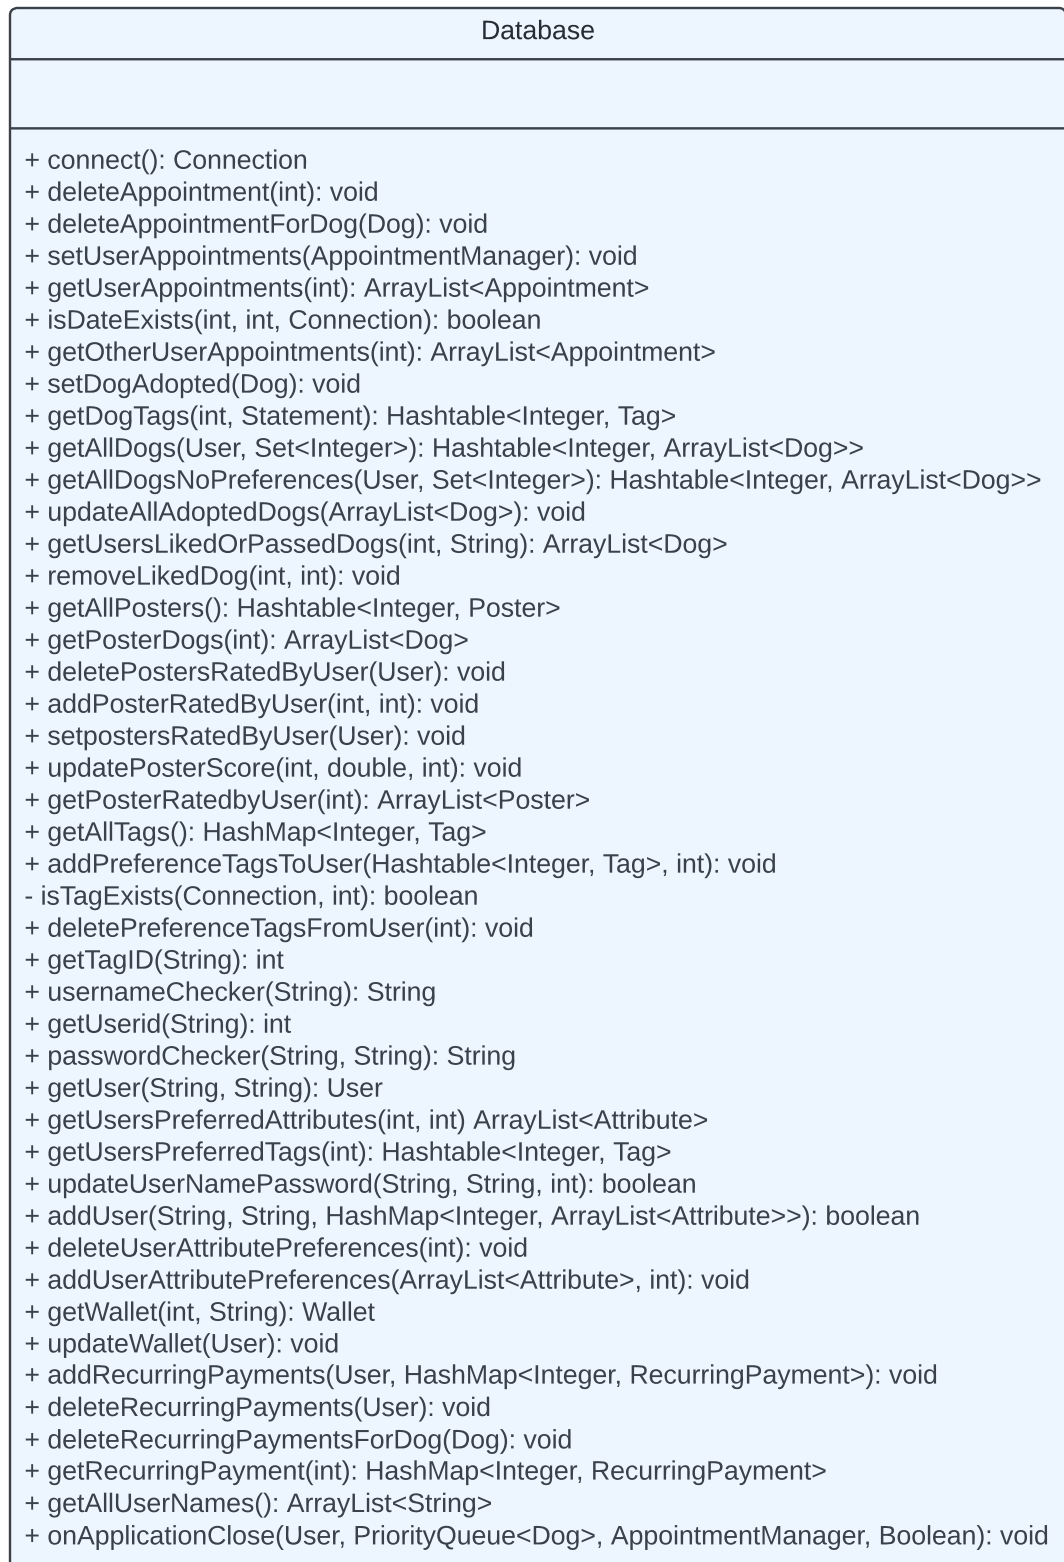 Database
+ connect(): Connection
+ deleteAppointment(int): void
+ deleteAppointmentForDog(Dog): void
+ setUserAppointments(AppointmentManager): void
+ getUserAppointments(int): ArrayList<Appointment>
+ isDateExists(int, int, Connection): boolean
+ getOtherUserAppointments(int): ArrayList<Appointment>
+ setDogAdopted(Dog): void
+ getDogTags(int, Statement): Hashtable<Integer, Tag>
+ getAllDogs(User, Set<Integer>): Hashtable<Integer, ArrayList<Dog>>
+ getAllDogsNoPreferences(User, Set<Integer>): Hashtable<Integer, ArrayList<Dog>>
+ updateAllAdoptedDogs(ArrayList<Dog>): void
+ getUsersLikedOrPassedDogs(int, String): ArrayList<Dog>
+ removeLikedDog(int, int): void
+ getAllPosters(): Hashtable<Integer, Poster>
+ getPosterDogs(int): ArrayList<Dog>
+ deletePostersRatedByUser(User): void
+ addPosterRatedByUser(int, int): void
+ setpostersRatedByUser(User): void
+ updatePosterScore(int, double, int): void
+ getPosterRatedbyUser(int): ArrayList<Poster>
+ getAllTags(): HashMap<Integer, Tag>
+ addPreferenceTagsToUser(Hashtable<Integer, Tag>, int): void
- isTagExists(Connection, int): boolean
+ deletePreferenceTagsFromUser(int): void
+ getTagID(String): int
+ usernameChecker(String): String
+ getUserid(String): int
+ passwordChecker(String, String): String
+ getUser(String, String): User
+ getUsersPreferredAttributes(int, int) ArrayList<Attribute>
+ getUsersPreferredTags(int): Hashtable<Integer, Tag>
+ updateUserNamePassword(String, String, int): boolean
+ addUser(String, String, HashMap<Integer, ArrayList<Attribute>>): boolean
+ deleteUserAttributePreferences(int): void
+ addUserAttributePreferences(ArrayList<Attribute>, int): void
+ getWallet(int, String): Wallet
+ updateWallet(User): void
+ addRecurringPayments(User, HashMap<Integer, RecurringPayment>): void
+ deleteRecurringPayments(User): void
+ deleteRecurringPaymentsForDog(Dog): void
+ getRecurringPayment(int): HashMap<Integer, RecurringPayment>
+ getAllUserNames(): ArrayList<String>
+ onApplicationClose(User, PriorityQueue<Dog>, AppointmentManager, Boolean): void